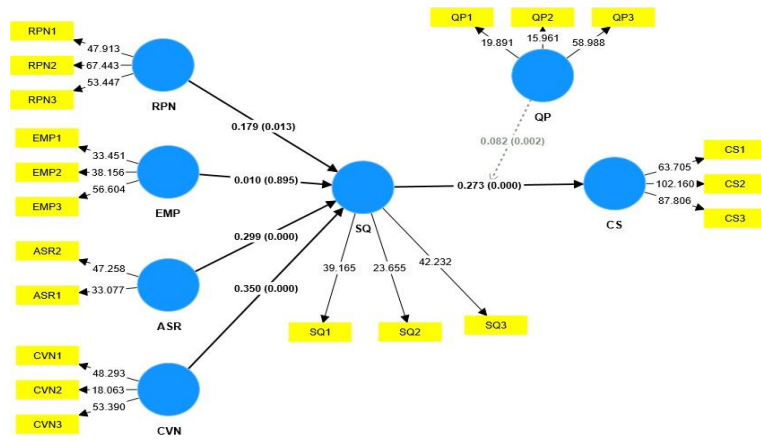 RPN1
47.913
RPN2
67.443
RPN3
53.447
RPN
QP1
QP2
QP3
19.891
15.961
58.988
QP
0.179 (0.013)
0.082 (0.002)
EMP1
33.451
EMP2
38.156
EMP3
56.604
EMP
0.010 (0.895)
SQ
0.273 (0.000)
CS1
63.705
CS2
102.160
CS3
87.806
CS
ASR2
47.258
ASR1
33.077
ASR
0.299 (0.000)
0.350 (0.000)
39.165
23.655
42.232
SQ1
SQ2
SQ3
CVN1
48.293
CVN2
18.063
CVN3
53.390
CVN